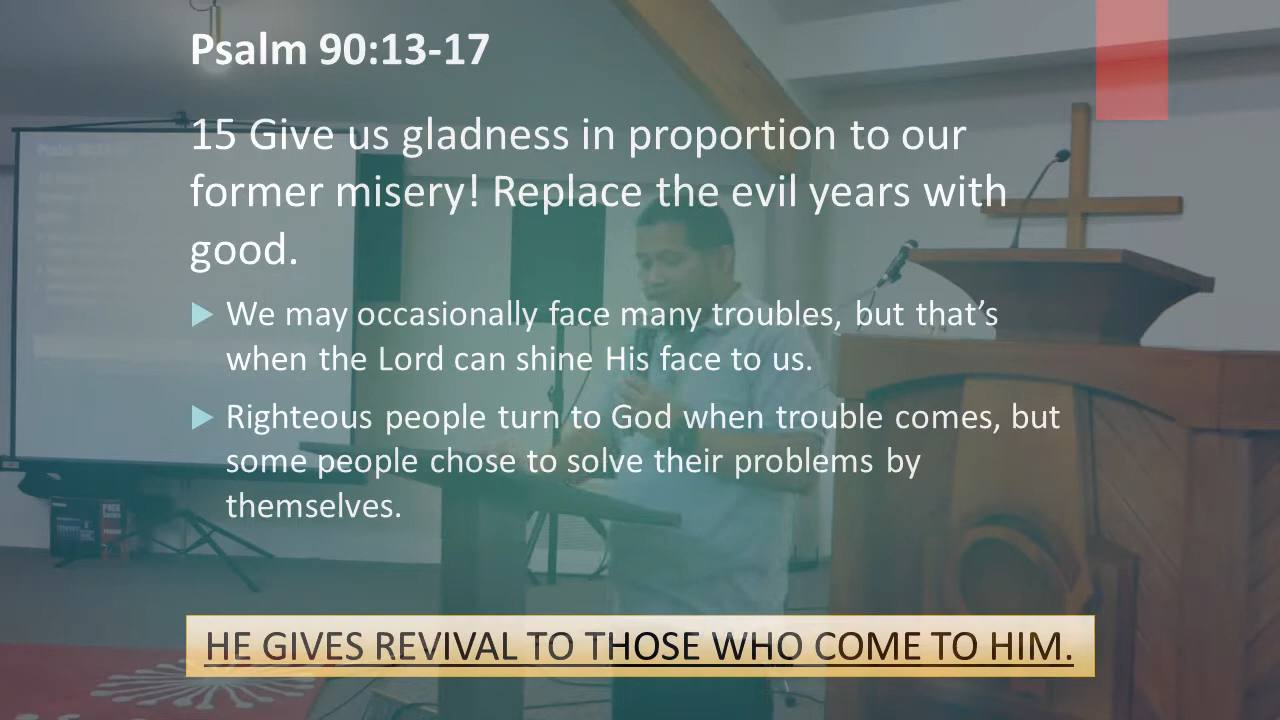 Psalm 90:13-17
15 Give us gladness in proportion to our
former misery! Replace the evil years with
good.
We may occasionally face many troubles, but that’s
when the Lord can shine His face to us.
Righteous people turn to God when trouble comes, but
some people chose to solve their problems by
themselves.
HE GIVES REVIVAL TO THOSE WHO COME TO HIM.